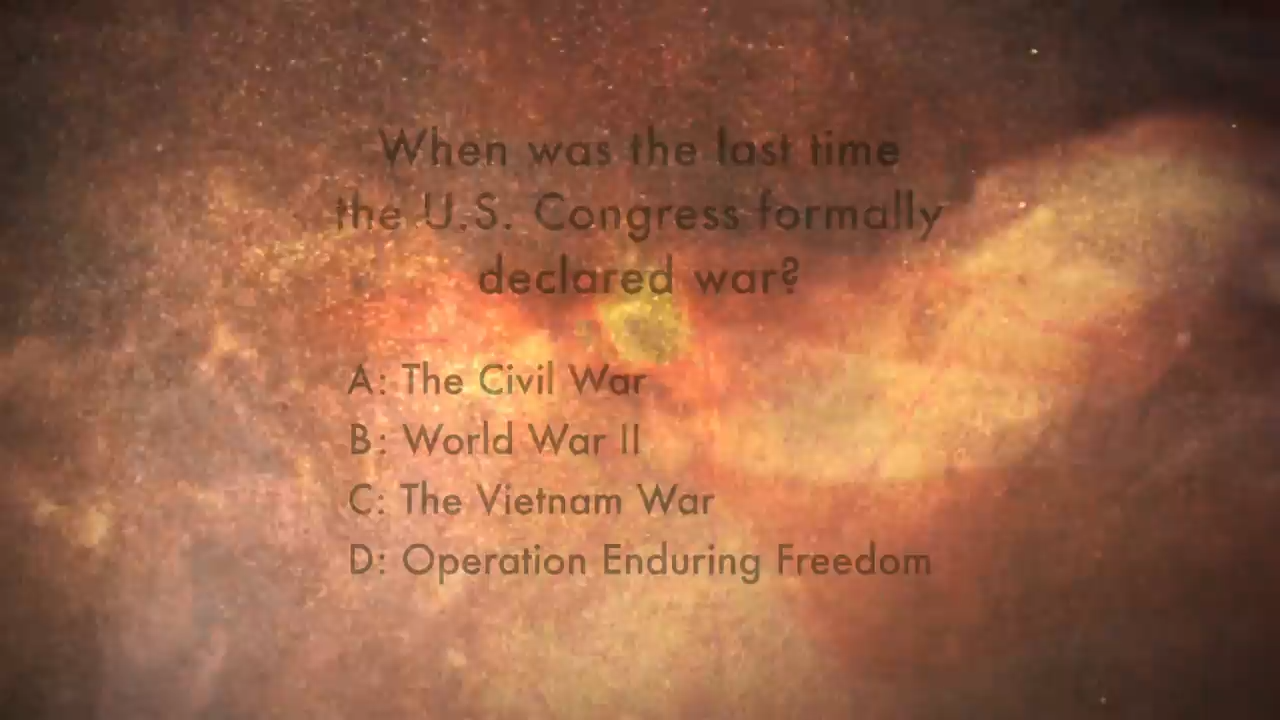 When was the last time
the U.S. Congress formally
declared war?
A: The Civil War
B: World War II
C: The Vietnam War
D: Operation Enduring Freedom